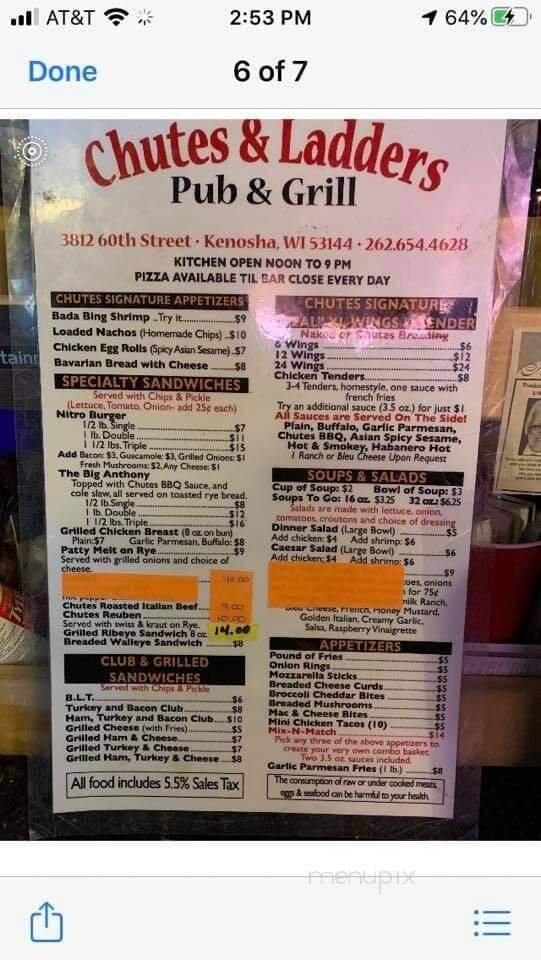 AT&T
2:53 PM
64%
Done
6 of 7
Chutes & Ladders
Pub & Grill
3812 60th Street · Kenosha, WI 53144 · 262.654.4628
KITCHEN OPEN NOON TO 9 PM
PIZZA AVAILABLE TIL BAR CLOSE EVERY DAY
CHUTES SIGNATURE APPETIZERS
Bada Bing Shrimp ..Try it.............$9
Loaded Nachos (Homemade Chips) ..$10
Chicken Egg Rolls (Spicy Asian Sesame)..$7
Bavarian Bread with Cheese .......$8
SPECIALTY SANDWICHES
Served with Chips & Pickle
(Lettuce, Tomato, Onion- add 25¢ each)
Nitro Burger
1/2 lb. Single ..............................$7
1 lb. Double...............................$11
1 1/2 lbs. Triple.........................$15
Add Bacon: $3, Guacamole: $3, Grilled Onions: $1
Fresh Mushrooms: $2, Any Cheese: $1
The Big Anthony
Topped with Chutes BBQ Sauce, and
cole slaw, all served on toasted rye bread.
1/2 lb. Single..............................$8
1 lb. Double...............................$12
1 1/2 lbs. Triple.........................$16
Grilled Chicken Breast (8 oz. on bun)
Plain: $7 Garlic Parmesan, Buffalo: $8
Patty Melt on Rye.......................$9
Served with grilled onions and choice of
cheese.
10.00
hot pepper
Chutes Roasted Italian Beef.... 9.00
Chutes Reuben.................. 10.00
Served with swiss & kraut on Rye.
Grilled Ribeye Sandwich 8 oz. 14.00
Breaded Walleye Sandwich ........$8
CLUB & GRILLED
SANDWICHES
Served with Chips & Pickle
B.L.T.......................................$6
Turkey and Bacon Club................$8
Ham, Turkey and Bacon Club....$10
Grilled Cheese (with Fries)............$5
Grilled Ham & Cheese..................$7
Grilled Turkey & Cheese...............$7
Grilled Ham, Turkey & Cheese....$8
All food includes 5.5% Sales Tax
CHUTES SIGNATURE
XL WINGS & TENDER
Naked or Chutes Breading
6 Wings ...................................$6
12 Wings.................................$12
24 Wings.................................$24
Chicken Tenders........................$8
3-4 Tenders, homestyle, one sauce with
french fries
Try an additional sauce (3.5 oz.) for just $1
All Sauces are Served On The Side!
Plain, Buffalo, Garlic Parmesan,
Chutes BBQ, Asian Spicy Sesame,
Hot & Smokey, Habanero Hot
1 Ranch or Bleu Cheese Upon Request
SOUPS & SALADS
Cup of Soup: $2 Bowl of Soup: $3
Soups To Go: 16 oz. $3.25 32 oz.: $6.25
Salads are made with lettuce, onion,
tomatoes, croutons and choice of dressing
Dinner Salad (Large Bowl) ............$5
Add chicken: $4 Add shrimp: $6
Caesar Salad (Large Bowl) ............$6
Add chicken: $4 Add shrimp: $6
$9
oes, onions
for 75¢
milk Ranch,
Bleu Cheese, French, Honey Mustard,
Golden Italian, Creamy Garlic,
Salsa, Raspberry Vinaigrette
APPETIZERS
Pound of Fries...........................$5
Onion Rings..............................$5
Mozzarella Sticks........................$5
Breaded Cheese Curds.................$5
Broccoli Cheddar Bites.................$5
Breaded Mushrooms....................$5
Mac & Cheese Bites.....................$5
Mini Chicken Tacos (10) ..............$5
Mix-N-Match............................$14
Pick any three of the above appetizers to
create your very own combo basket.
Two 3.5 oz. sauces included.
Garlic Parmesan Fries (1 lb.) .........$8
The consumption of raw or under cooked meats,
eggs & seafood can be harmful to your health.
menupix